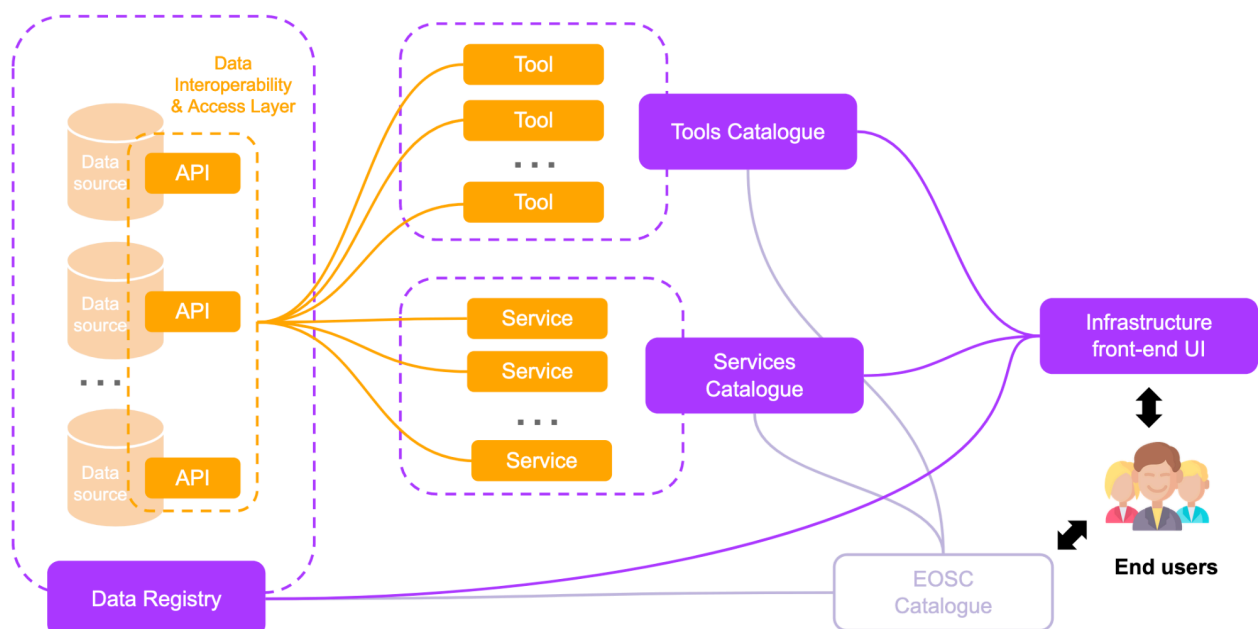 Data
Interoperability
& Access Layer
Data
source
API
Data
source
API
...
Data
source
API
Data Registry
Tool
Tool
...
Tool
Tools Catalogue
Service
Service
...
Service
Services
Catalogue
Infrastructure
front-end UI
End users
EOSC
Catalogue